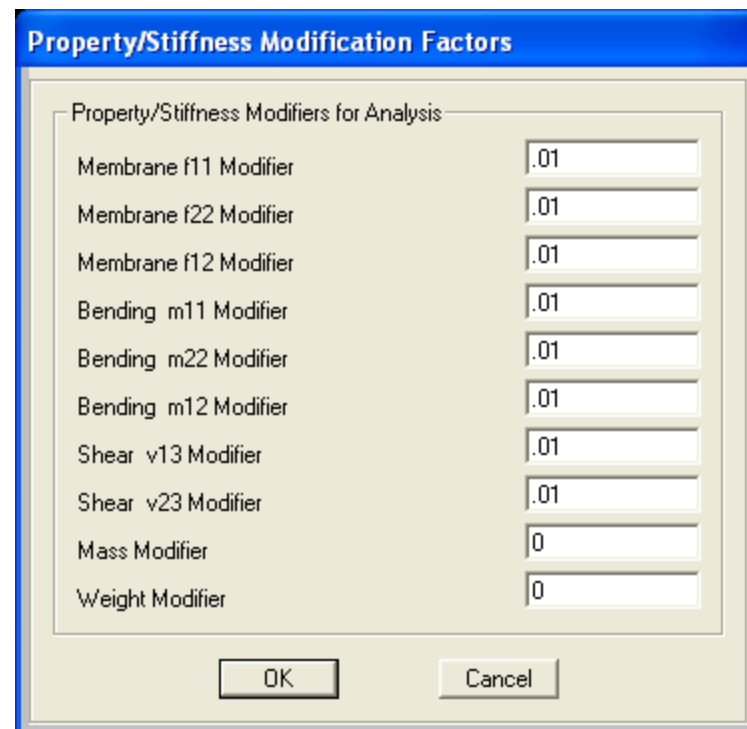 Property/Stiffness Modification Factors
Property/Stiffness Modifiers for Analysis
Membrane f11 Modifier .01
Membrane f22 Modifier .01
Membrane f12 Modifier .01
Bending m11 Modifier .01
Bending m22 Modifier .01
Bending m12 Modifier .01
Shear v13 Modifier .01
Shear v23 Modifier .01
Mass Modifier 0
Weight Modifier 0
OK Cancel